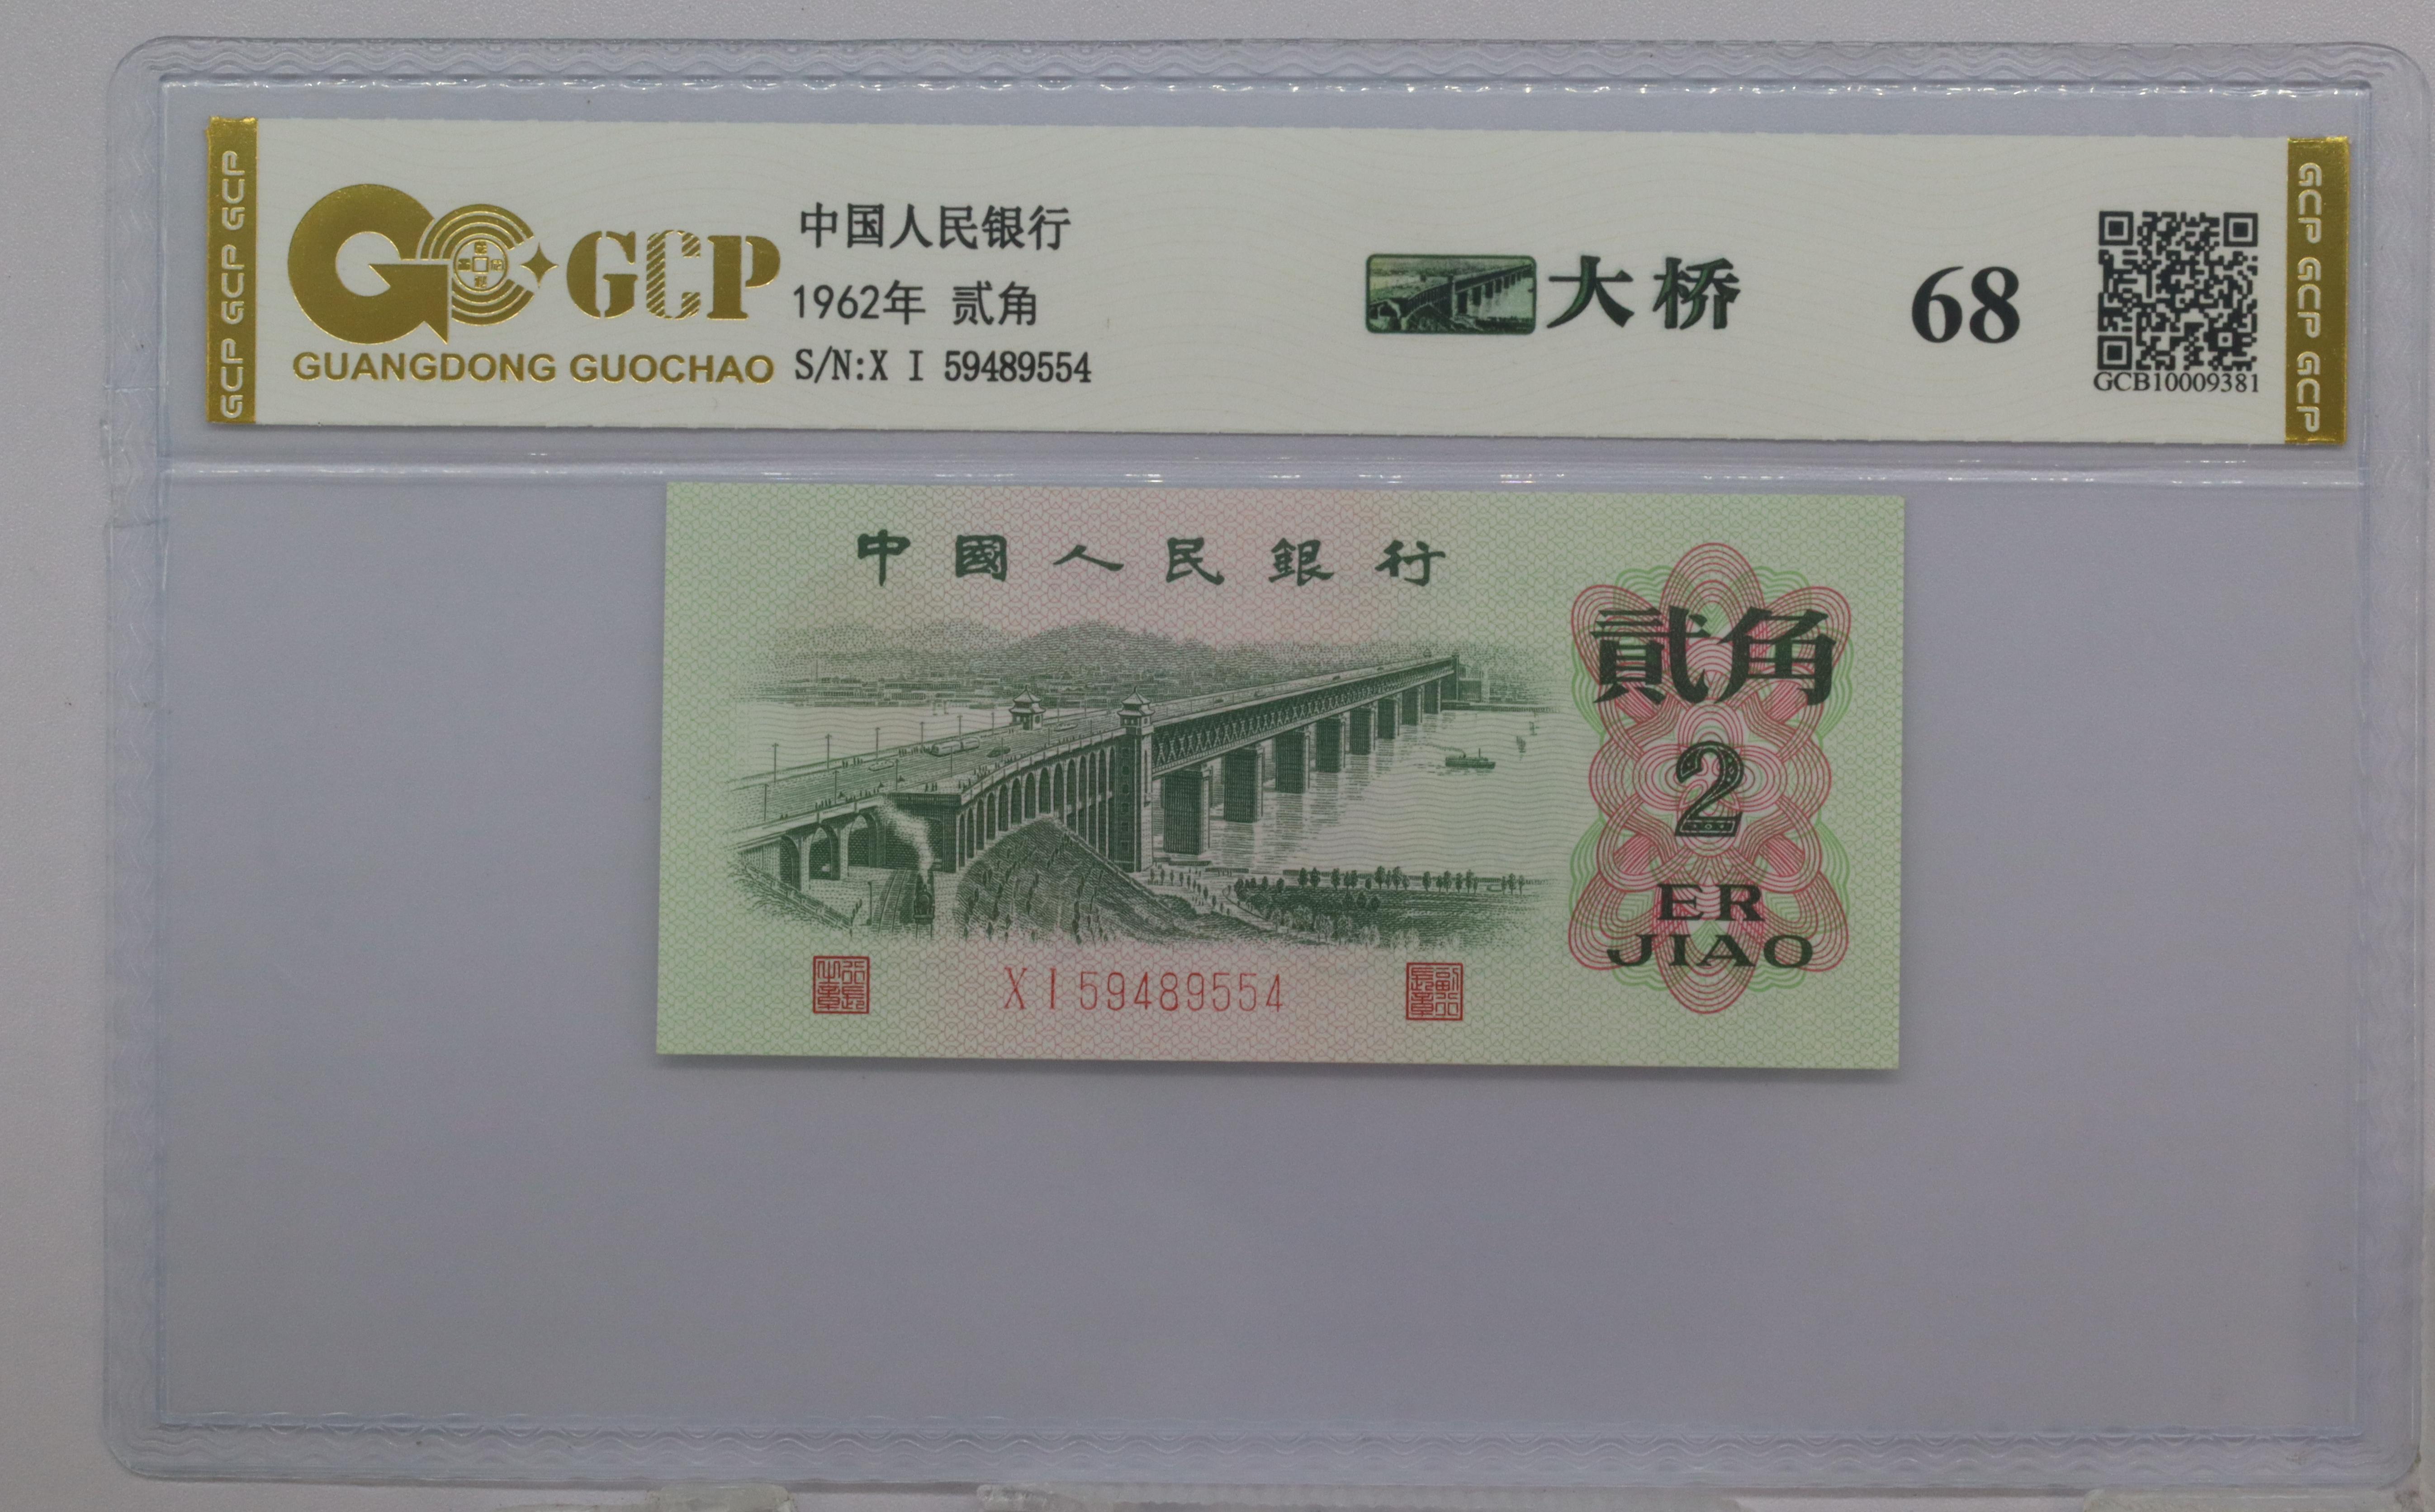 GCP GCP GCP
GCP
GUANGDONG GUOCHAO
中国人民银行
1962年 贰角
S/N:X I 59489554
大桥
68
GCB10009381
GCP GCP GCP
中國人民銀行
貳角
2
ER
JIAO
X I 59489554